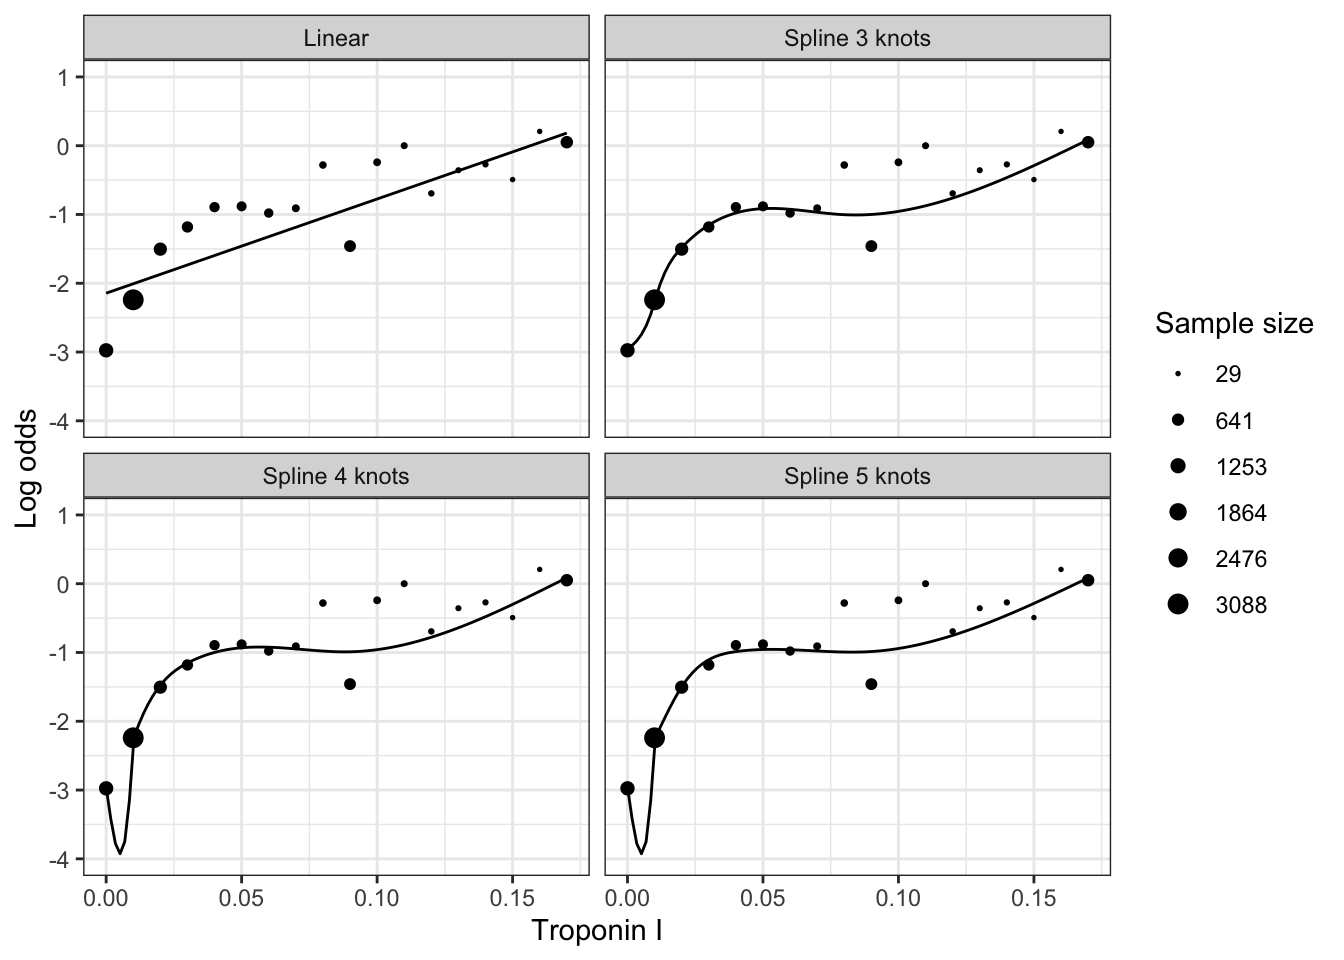 Linear
Spline 3 knots
1
0
-1
-2
-3
-4
Spline 4 knots
Spline 5 knots
1
0
-1
-2
-3
-4
0.00 0.05 0.10 0.15 0.00 0.05 0.10 0.15
Troponin I
Log odds
Sample size
29
641
1253
1864
2476
3088